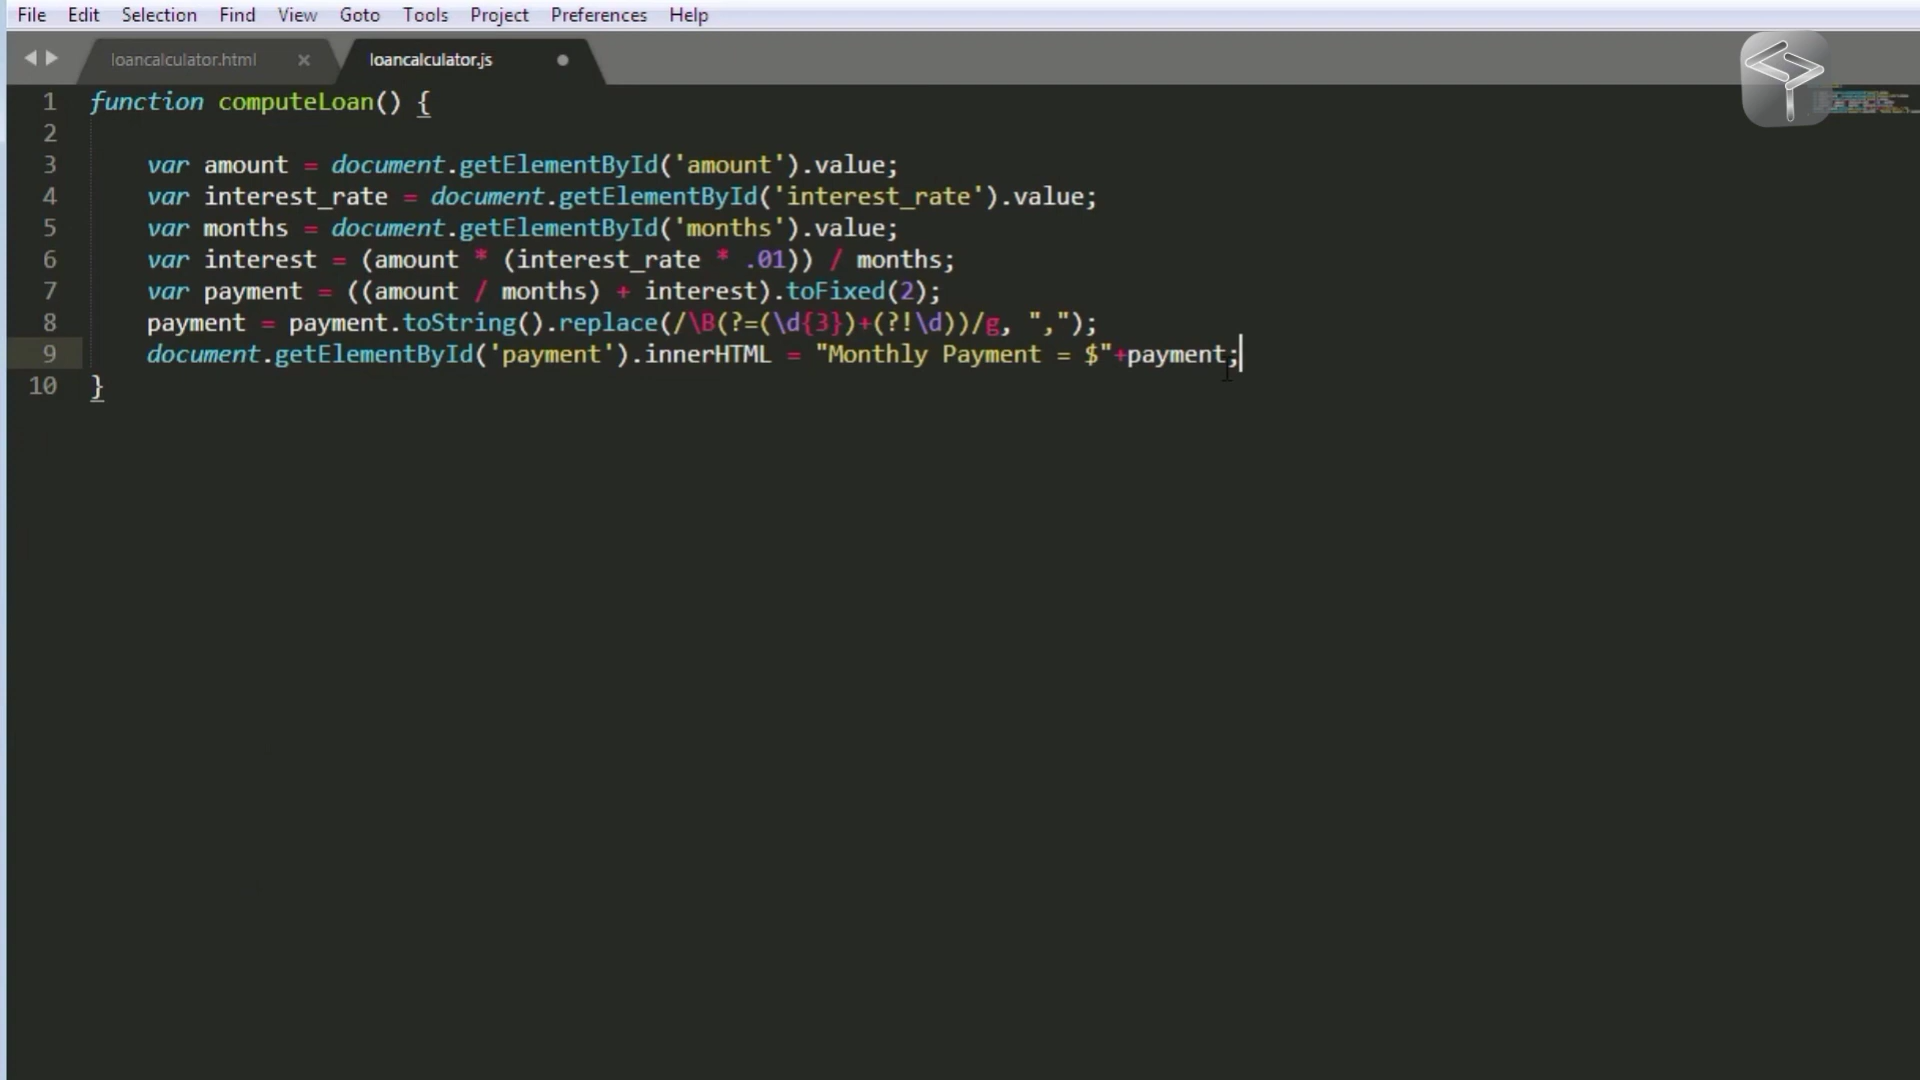 File Edit Selection Find View Goto Tools Project Preferences Help
loancalculator.html × loancalculator.js
1 function computeLoan() {
2
3 var amount = document.getElementById('amount').value;
4 var interest_rate = document.getElementById('interest_rate').value;
5 var months = document.getElementById('months').value;
6 var interest = (amount * (interest_rate * .01)) / months;
7 var payment = ((amount / months) + interest).toFixed(2);
8 payment = payment.toString().replace(/\B(?=(\d{3})+(?!\d))/g, ",");
9 document.getElementById('payment').innerHTML = "Monthly Payment = $"+payment;
10 }